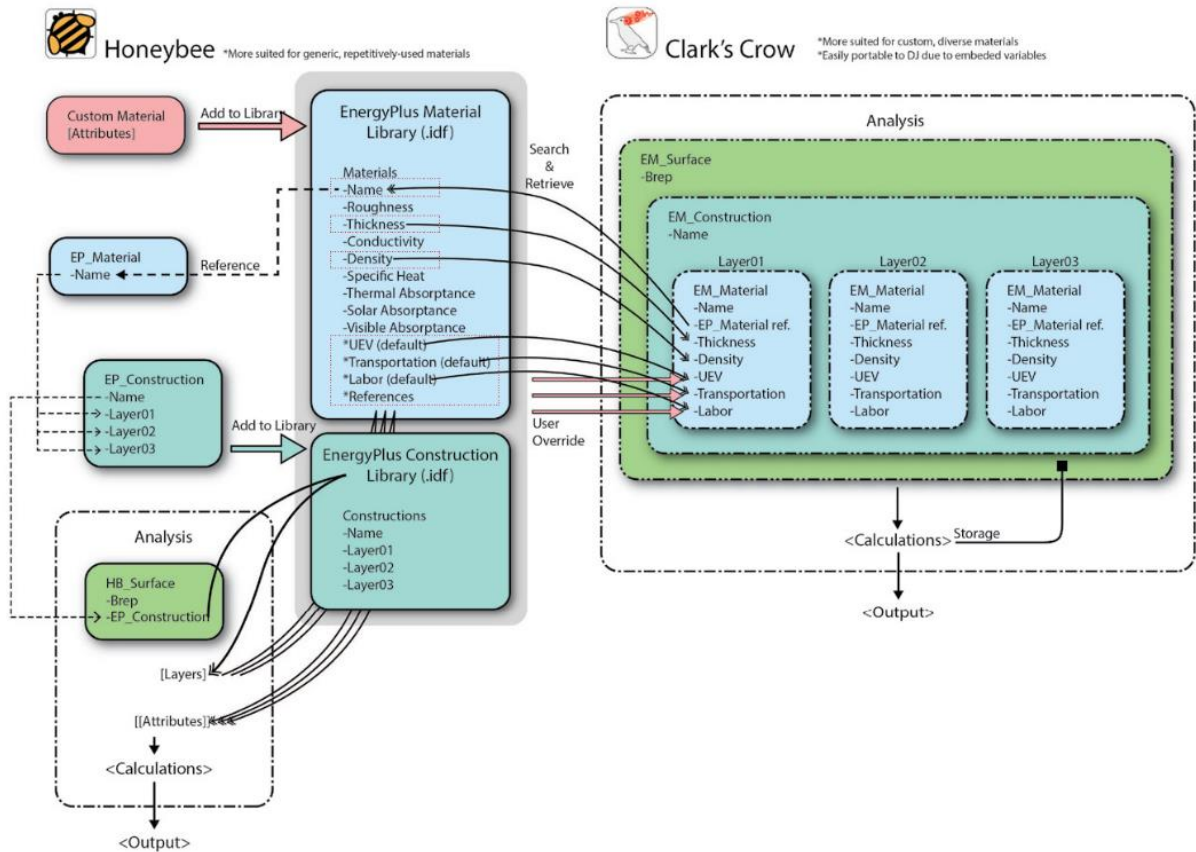 Honeybee
*More suited for generic, repetitively-used materials
Custom Material
[Attributes]
Add to Library
EnergyPlus Material
Library (.idf)
Materials
-Name
-Roughness
-Thickness
-Conductivity
-Density
-Specific Heat
-Thermal Absorptance
-Solar Absorptance
-Visible Absorptance
*UEV (default)
*Transportation (default)
*Labor (default)
*References
EP_Material
-Name
Reference
EP_Construction
-Name
-Layer01
-Layer02
-Layer03
Add to Library
EnergyPlus Construction
Library (.idf)
Constructions
-Name
-Layer01
-Layer02
-Layer03
Analysis
HB_Surface
-Brep
-EP_Construction
[Layers]
[[Attributes]]
<Calculations>
<Output>
Search
&
Retrieve
User
Override
Clark's Crow
*More suited for custom, diverse materials
*Easily portable to DJ due to embeded variables
Analysis
EM_Surface
-Brep
EM_Construction
-Name
Layer01
EM_Material
-Name
-EP_Material ref.
-Thickness
-Density
-UEV
-Transportation
-Labor
Layer02
EM_Material
-Name
-EP_Material ref.
-Thickness
-Density
-UEV
-Transportation
-Labor
Layer03
EM_Material
-Name
-EP_Material ref.
-Thickness
-Density
-UEV
-Transportation
-Labor
<Calculations>
Storage
<Output>